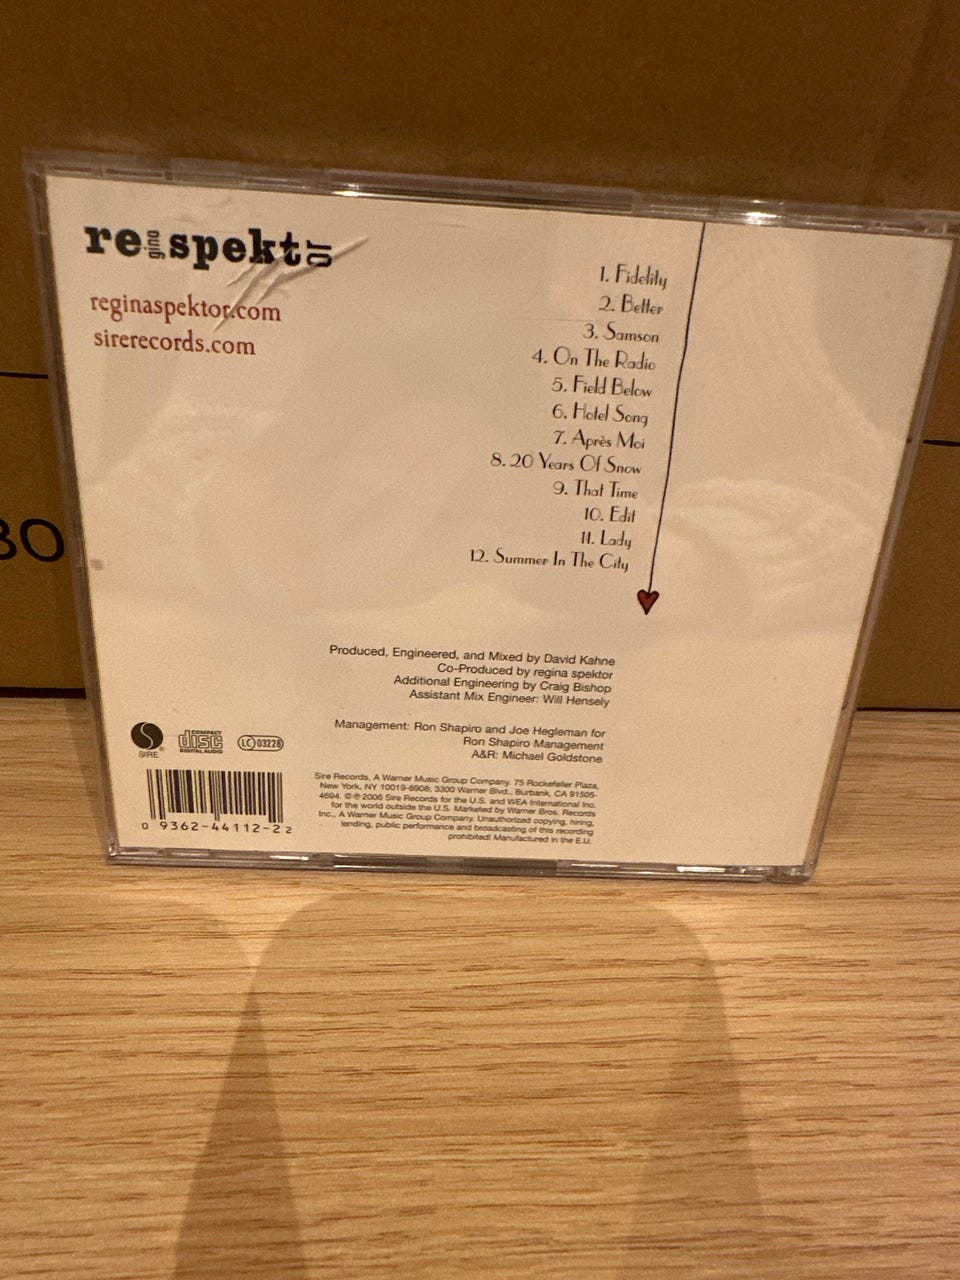 regina spektor
reginaspektor.com
sirerecords.com
1. Fidelity
2. Better
3. Samson
4. On The Radio
5. Field Below
6. Hotel Song
7. Après Moi
8. 20 Years Of Snow
9. That Time
10. Edit
11. Lady
12. Summer In The City
Produced, Engineered, and Mixed by David Kahne
Co-Produced by regina spektor
Additional Engineering by Craig Bishop
Assistant Mix Engineer: Will Hensely
Management: Ron Shapiro and Joe Hegleman for
Ron Shapiro Management
A&R: Michael Goldstone
SIRE
COMPACT
disc
DIGITAL AUDIO
LC 03228
Sire Records, A Warner Music Group Company. 75 Rockefeller Plaza,
New York, NY 10019-6908; 3300 Warner Blvd., Burbank, CA 91505-
4694. © ℗ 2006 Sire Records for the U.S. and WEA International Inc.
for the world outside the U.S. Marketed by Warner Bros. Records
Inc., A Warner Music Group Company. Unauthorized copying, hiring,
lending, public performance and broadcasting of this recording
prohibited! Manufactured in the E.U.
0 9362-44112-2 2
BO